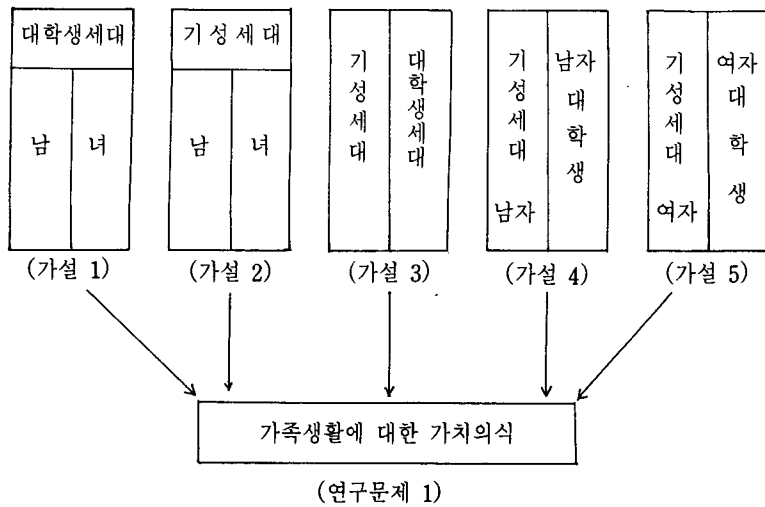 대학생세대
남 녀
(가설 1)
기성세대
남 녀
(가설 2)
기성세대
대학생세대
(가설 3)
기성세대 남자
남자 대학생
(가설 4)
기성세대 여자
여자 대학생
(가설 5)
가족생활에 대한 가치의식
(연구문제 1)